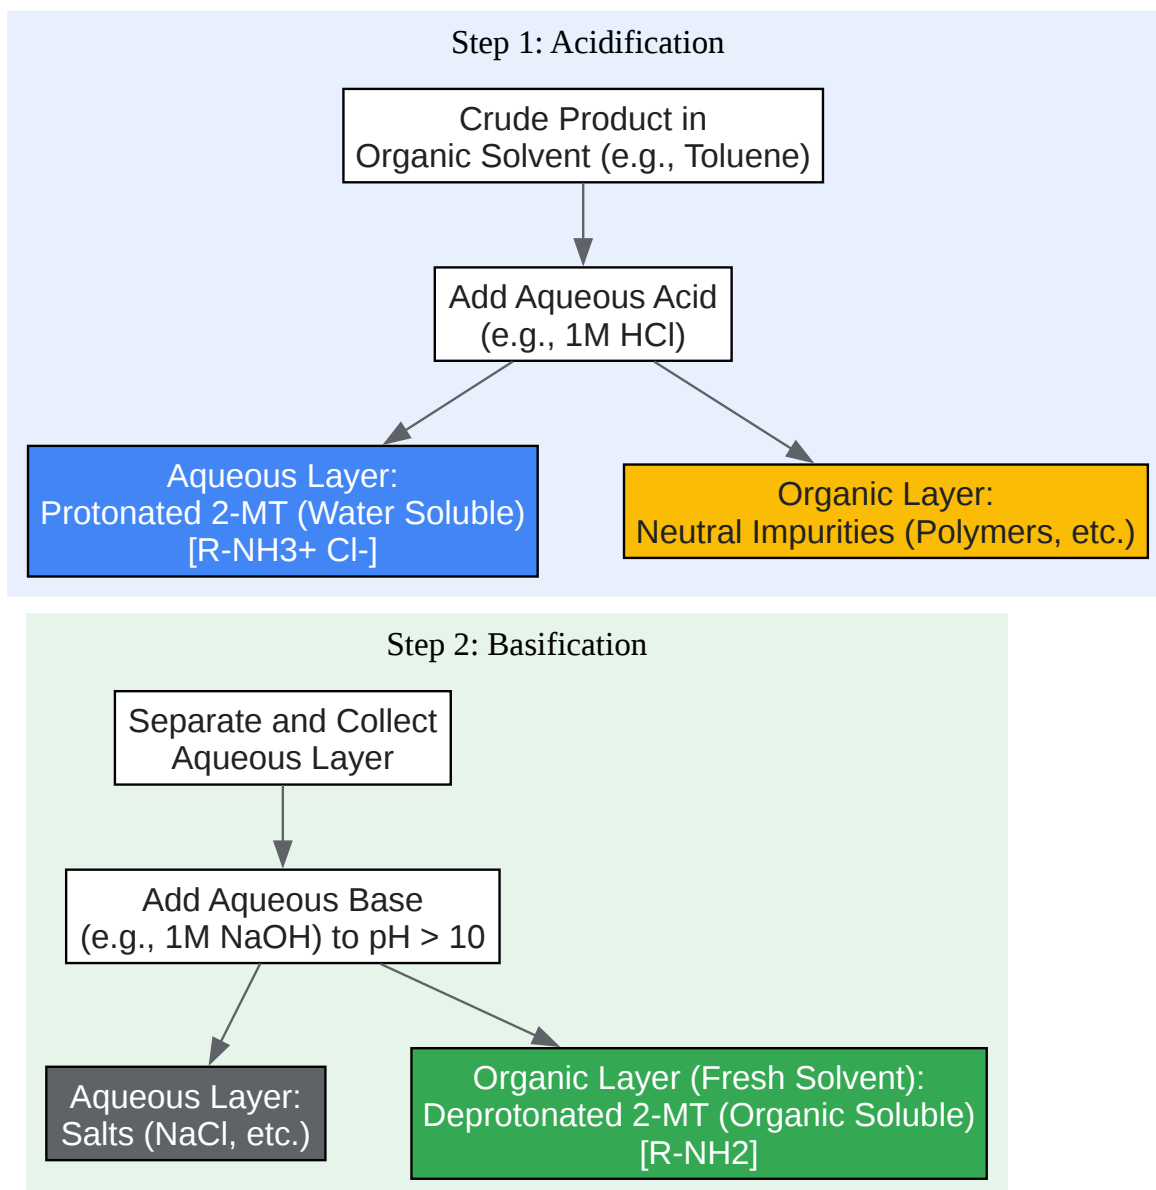 Step 1: Acidification
Crude Product in
Organic Solvent (e.g., Toluene)
Add Aqueous Acid
(e.g., 1M HCl)
Aqueous Layer:
Protonated 2-MT (Water Soluble)
[R-NH3+ Cl-]
Organic Layer:
Neutral Impurities (Polymers, etc.)
Step 2: Basification
Separate and Collect
Aqueous Layer
Add Aqueous Base
(e.g., 1M NaOH) to pH > 10
Aqueous Layer:
Salts (NaCl, etc.)
Organic Layer (Fresh Solvent):
Deprotonated 2-MT (Organic Soluble)
[R-NH2]